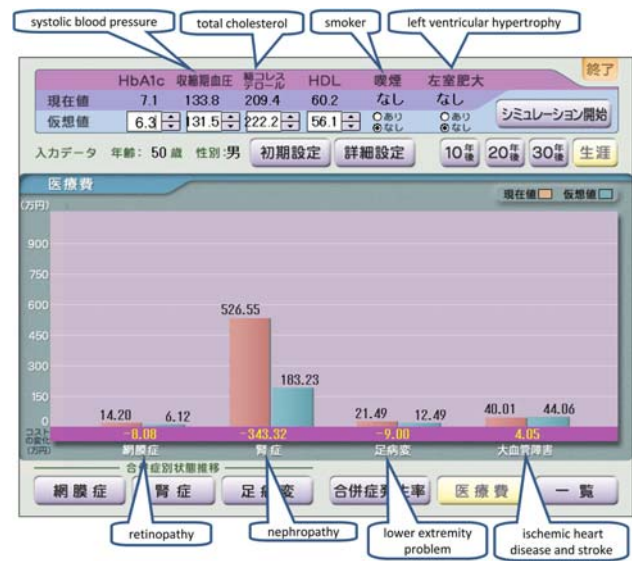 systolic blood pressure
total cholesterol
smoker
left ventricular hypertrophy
終了
HbA1c 収縮期血圧 総コレステロール HDL 喫煙 左室肥大
現在値 7.1 133.8 209.4 60.2 なし なし
仮想値 6.3 131.5 222.2 56.1 あり なし あり なし
シミュレーション開始
入力データ 年齢: 50 歳 性別:男 初期設定 詳細設定 10年後 20年後 30年後 生涯
医療費
(万円)
現在値 仮想値
900
750
600
450
300
150
0
14.20 6.12
526.55 183.23
21.49 12.49
40.01 44.06
コストの変化(万円) -8.08 -343.32 -9.00 4.05
網膜症 腎症 足病変 大血管障害
合併症別状態推移
網膜症 腎症 足病変 合併症発生率 医療費 一覧
retinopathy
nephropathy
lower extremity
problem
ischemic heart
disease and stroke